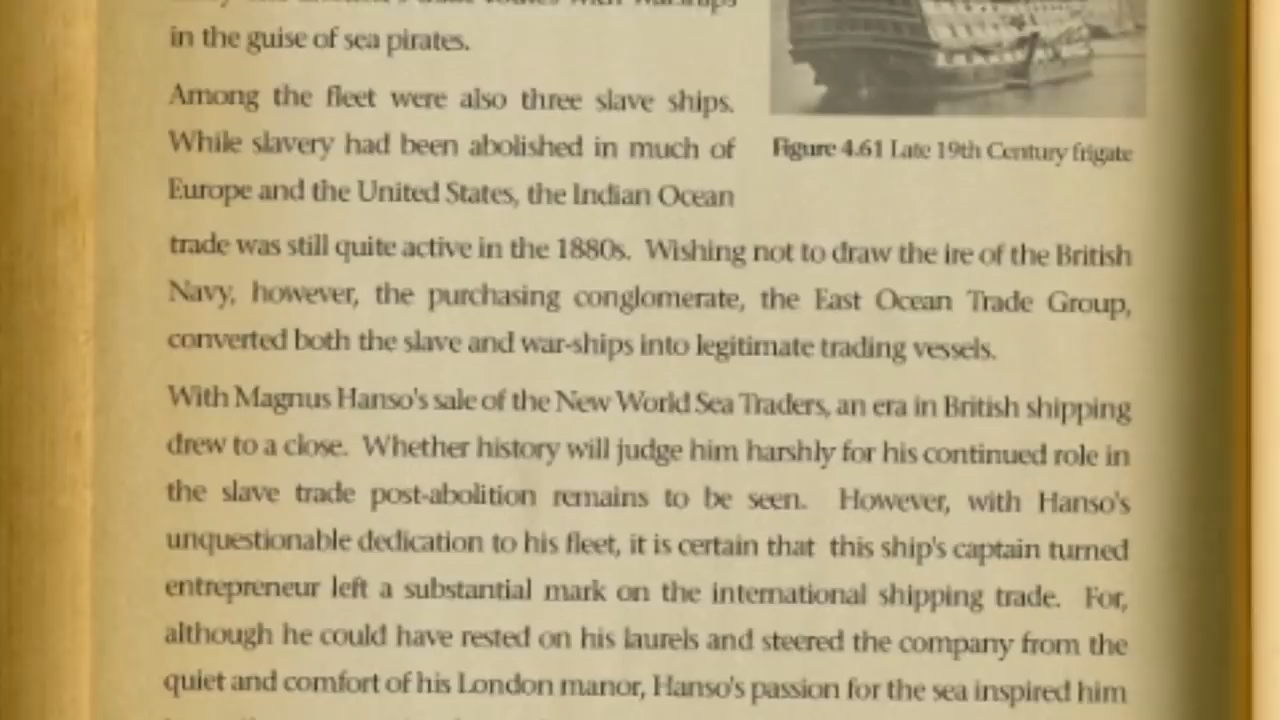 in the guise of sea pirates.
Among the fleet were also three slave ships.
While slavery had been abolished in much of
Europe and the United States, the Indian Ocean
Figure 4.61 Late 19th Century frigate
trade was still quite active in the 1880s. Wishing not to draw the ire of the British
Navy, however, the purchasing conglomerate, the East Ocean Trade Group,
converted both the slave and war-ships into legitimate trading vessels.
With Magnus Hanso's sale of the New World Sea Traders, an era in British shipping
drew to a close. Whether history will judge him harshly for his continued role in
the slave trade post-abolition remains to be seen. However, with Hanso's
unquestionable dedication to his fleet, it is certain that this ship's captain turned
entrepreneur left a substantial mark on the international shipping trade. For,
although he could have rested on his laurels and steered the company from the
quiet and comfort of his London manor, Hanso's passion for the sea inspired him